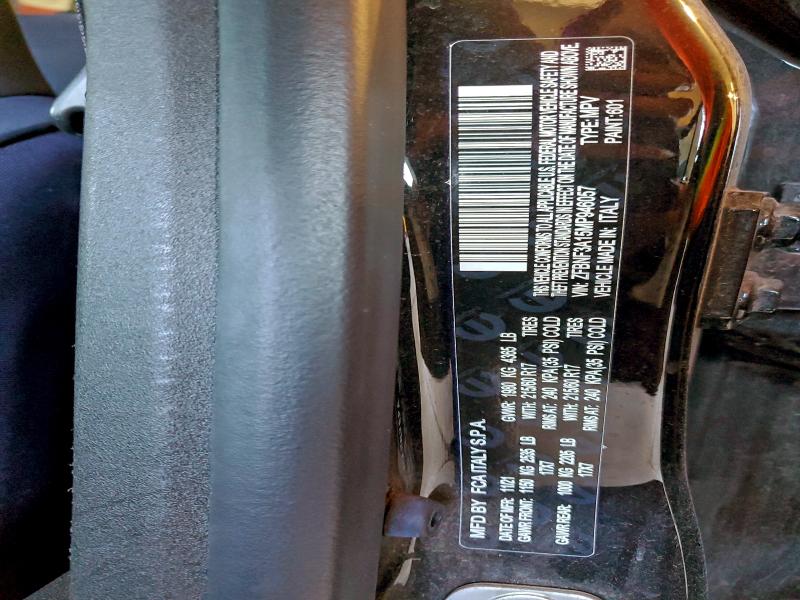 MFD BY FCA ITALY S.P.A.
DATE OF MFR: 11/21 GVWR: 1980 KG 4365 LB
GAWR FRONT: 1150 KG 2535 LB WITH: 215/60 R17 TIRES
17X7 RIMS AT: 240 KPA(35 PSI) COLD
GAWR REAR: 1000 KG 2205 LB WITH: 215/60 R17 TIRES
17X7 RIMS AT: 240 KPA(35 PSI) COLD
THIS VEHICLE CONFORMS TO ALL APPLICABLE U.S. FEDERAL MOTOR VEHICLE SAFETY AND
THEFT PREVENTION STANDARDS IN EFFECT ON THE DATE OF MANUFACTURE SHOWN ABOVE.
VIN: ZFBNF3A15MP946057 TYPE: MPV
VEHICLE MADE IN: ITALY PAINT: 601